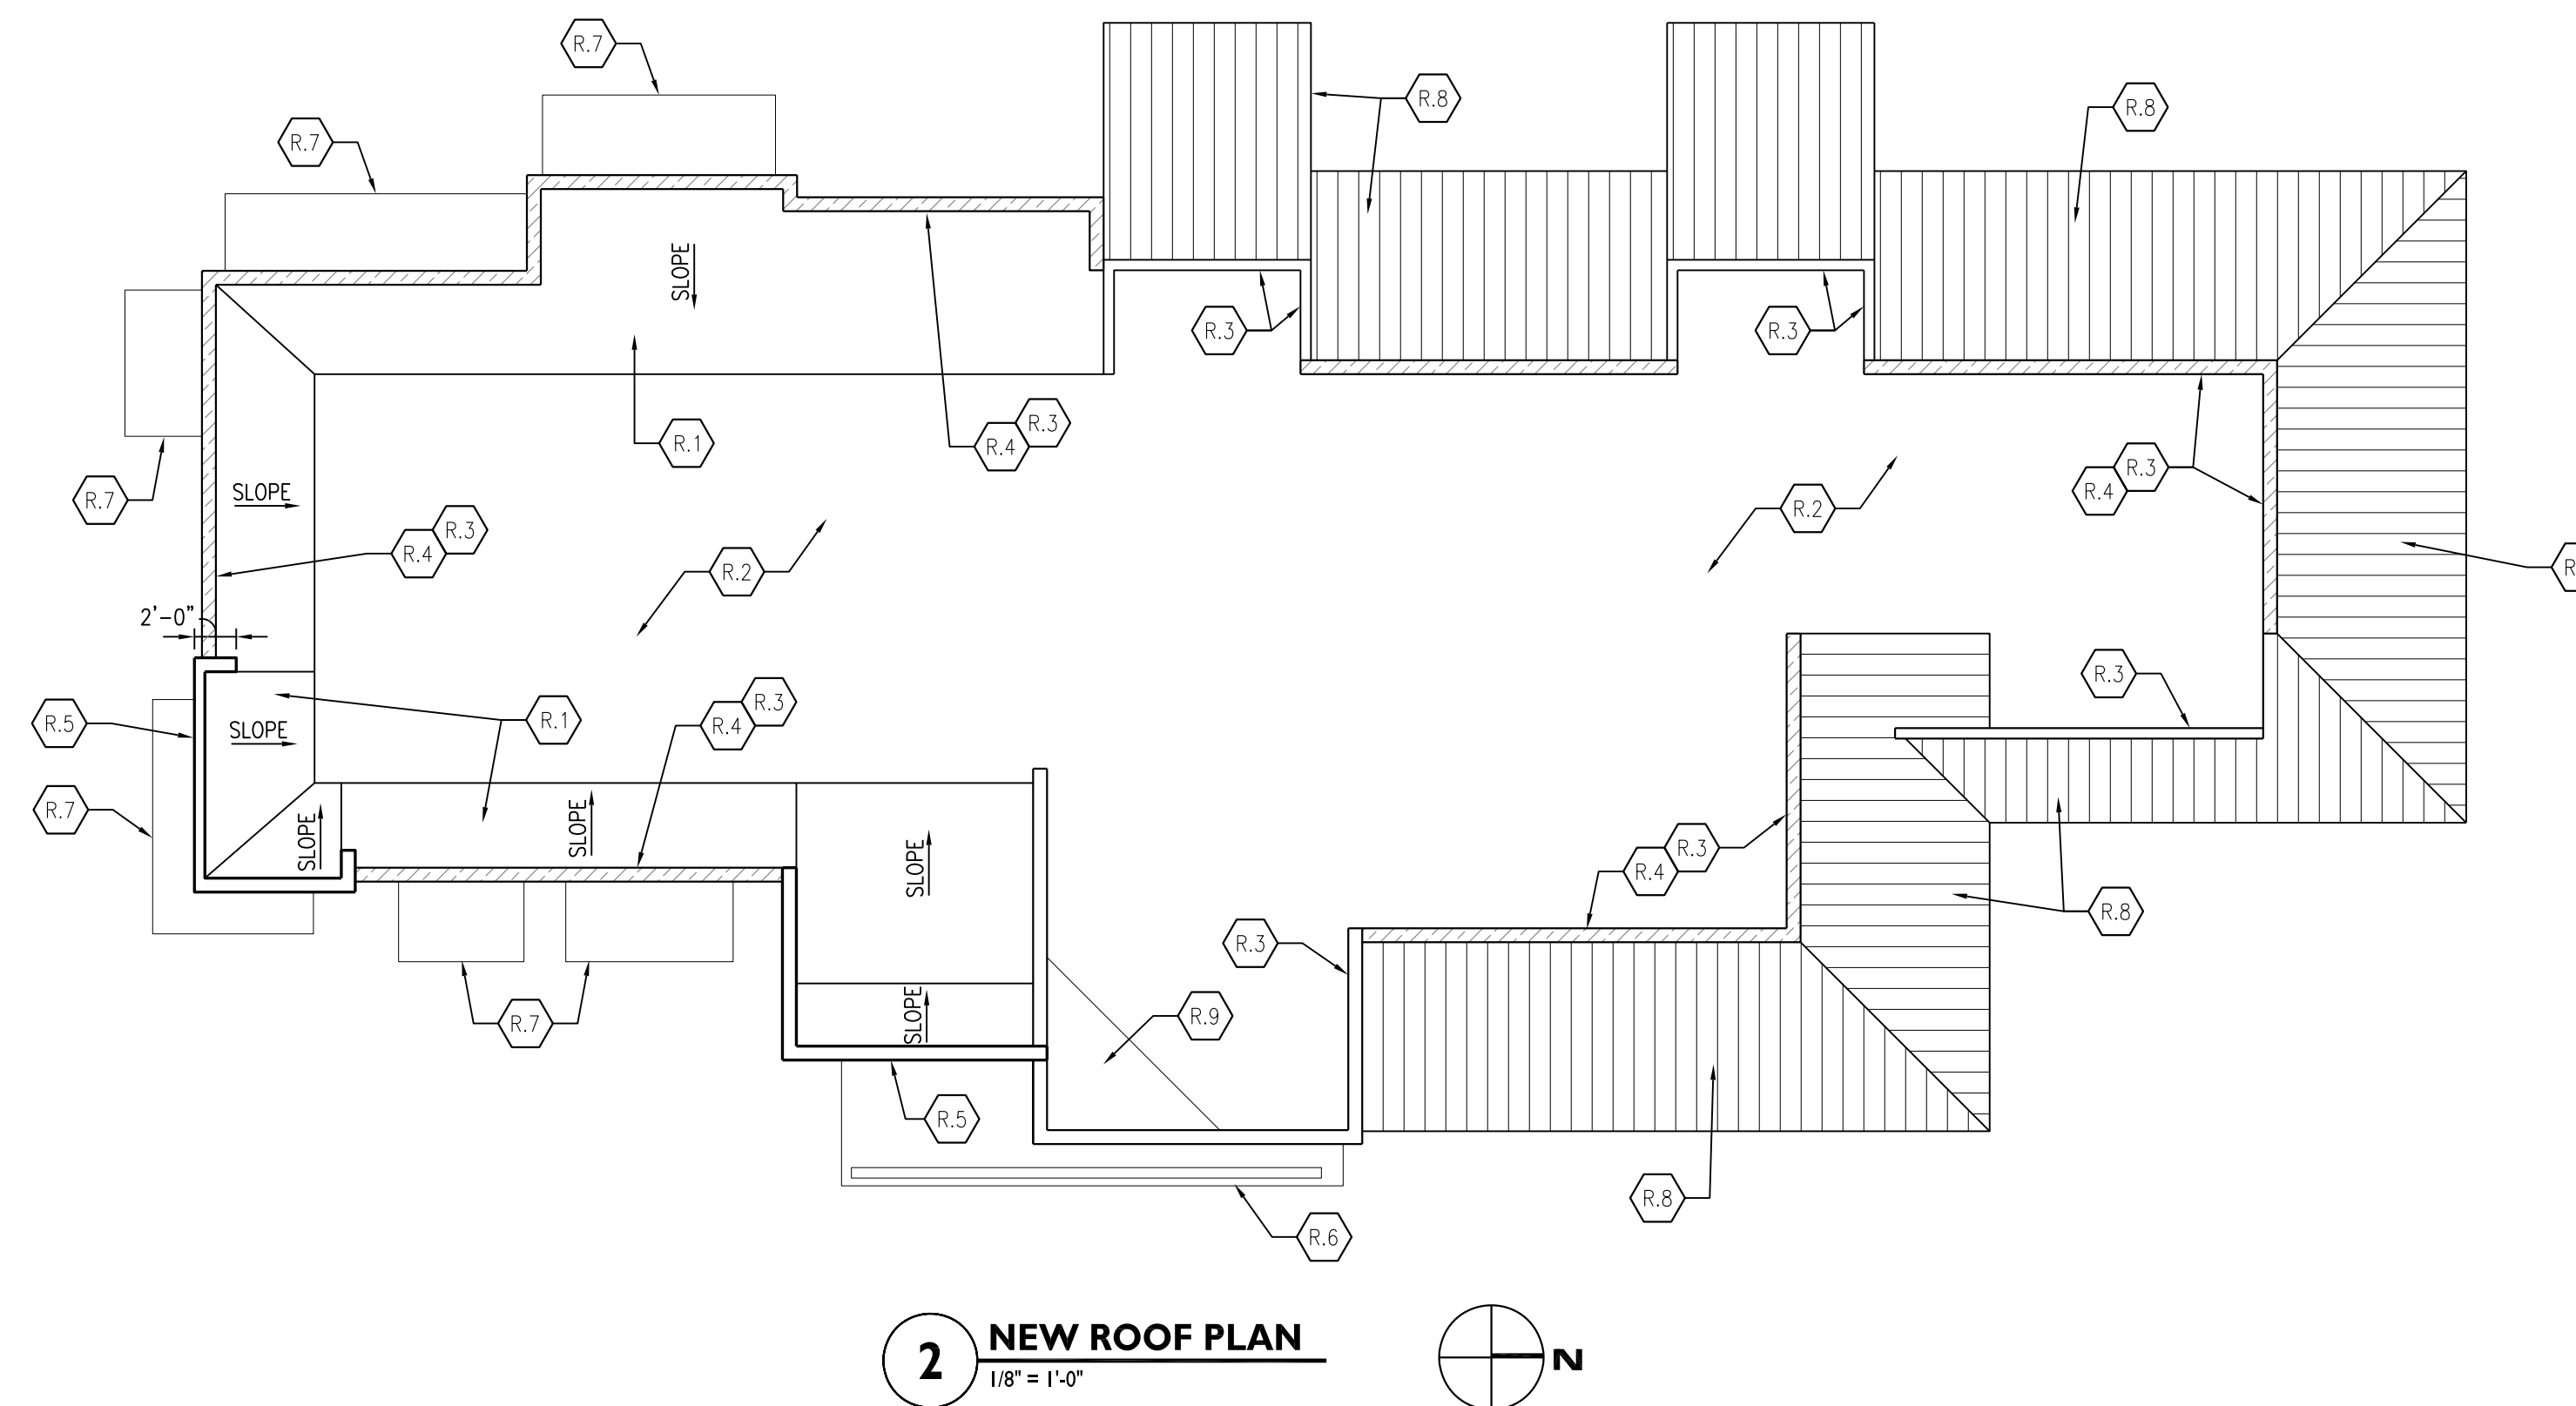 R.7
R.8
R.8
R.7
SLOPE
R.3
R.3
R.3
R.4
R.1
R.3
R.4
SLOPE
R.7
R.2
R.3
R.4
R.2
2'-0"
R.3
R.3
R.4
R.5
SLOPE
R.1
R.7
SLOPE
SLOPE
SLOPE
R.3
R.4
R.8
R.3
SLOPE
R.9
R.7
R.5
R.8
R.6
2
NEW ROOF PLAN
1/8" = 1'-0"
N